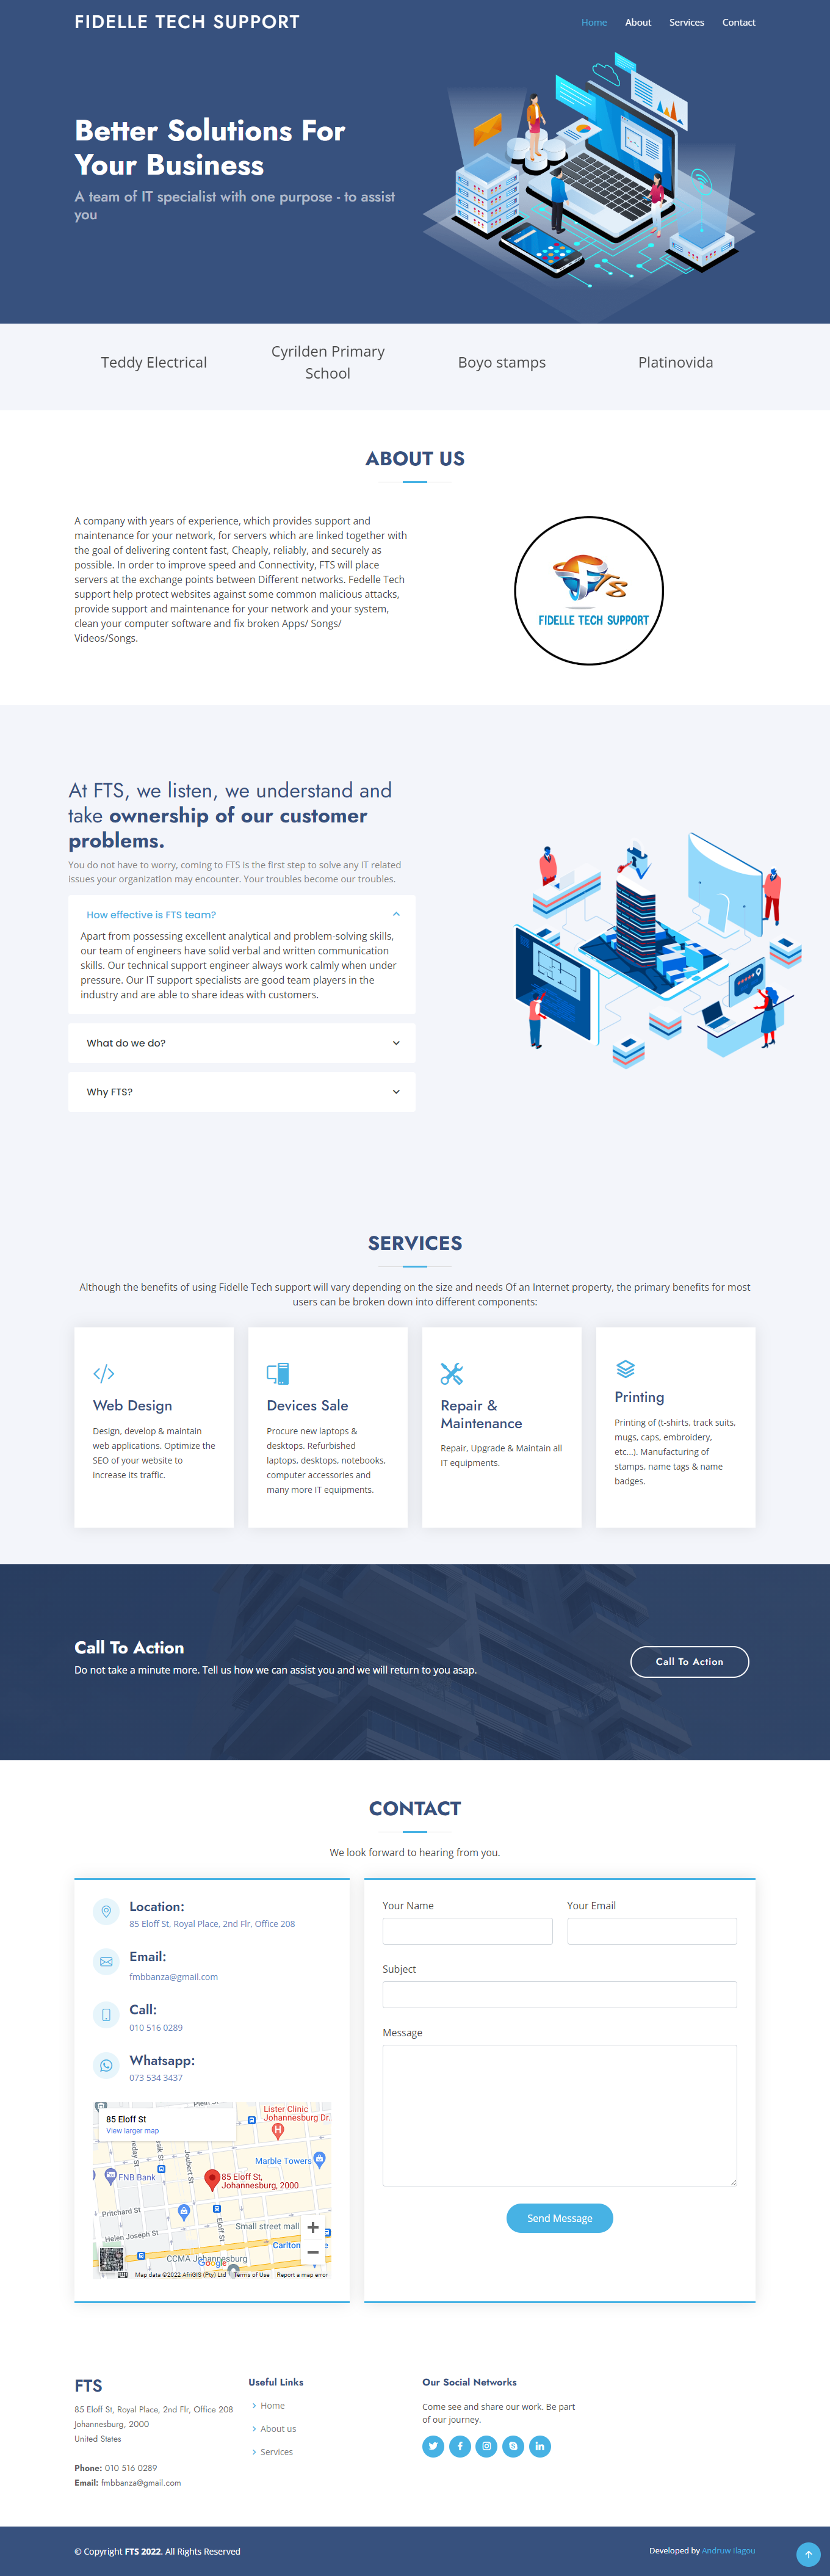 FIDELLE TECH SUPPORT
Home About Services Contact
Better Solutions For
Your Business
A team of IT specialist with one purpose - to assist
you
Teddy Electrical
Cyrilden Primary
School
Boyo stamps
Platinovida
ABOUT US
A company with years of experience, which provides support and
maintenance for your network, for servers which are linked together with
the goal of delivering content fast, Cheaply, reliably, and securely as
possible. In order to improve speed and Connectivity, FTS will place
servers at the exchange points between Different networks. Fedelle Tech
support help protect websites against some common malicious attacks,
provide support and maintenance for your network and your system,
clean your computer software and fix broken Apps/ Songs/
Videos/Songs.
FTS
FIDELLE TECH SUPPORT
At FTS, we listen, we understand and
take ownership of our customer
problems.
You do not have to worry, coming to FTS is the first step to solve any IT related
issues your organization may encounter. Your troubles become our troubles.
How effective is FTS team?
Apart from possessing excellent analytical and problem-solving skills,
our team of engineers have solid verbal and written communication
skills. Our technical support engineer always work calmly when under
pressure. Our IT support specialists are good team players in the
industry and are able to share ideas with customers.
What do we do?
Why FTS?
SERVICES
Although the benefits of using Fidelle Tech support will vary depending on the size and needs Of an Internet property, the primary benefits for most
users can be broken down into different components:
Web Design
Design, develop & maintain
web applications. Optimize the
SEO of your website to
increase its traffic.
Devices Sale
Procure new laptops &
desktops. Refurbished
laptops, desktops, notebooks,
computer accessories and
many more IT equipments.
Repair &
Maintenance
Repair, Upgrade & Maintain all
IT equipments.
Printing
Printing of (t-shirts, track suits,
mugs, caps, embroidery,
etc...). Manufacturing of
stamps, name tags & name
badges.
Call To Action
Do not take a minute more. Tell us how we can assist you and we will return to you asap.
Call To Action
CONTACT
We look forward to hearing from you.
Location:
85 Eloff St, Royal Place, 2nd Flr, Office 208
Email:
fmbbanza@gmail.com
Call:
010 516 0289
Whatsapp:
073 534 3437
Plein St
Lister Clinic
Johannesburg Dr.
85 Eloff St
View larger map
Joubert St
Marble Towers
FNB Bank
85 Eloff St,
Johannesburg, 2000
Pritchard St
Eloff St
Small street mall
Helen Joseph St
Carlton
CCMA Johannesburg
Google
Map data ©2022 AfriGIS (Pty) Ltd Terms of Use Report a map error
Your Name
Your Email
Subject
Message
Send Message
FTS
85 Eloff St, Royal Place, 2nd Flr, Office 208
Johannesburg, 2000
United States
Phone: 010 516 0289
Email: fmbbanza@gmail.com
Useful Links
Home
About us
Services
Our Social Networks
Come see and share our work. Be part
of our journey.
© Copyright FTS 2022. All Rights Reserved
Developed by Andruw Ilagou